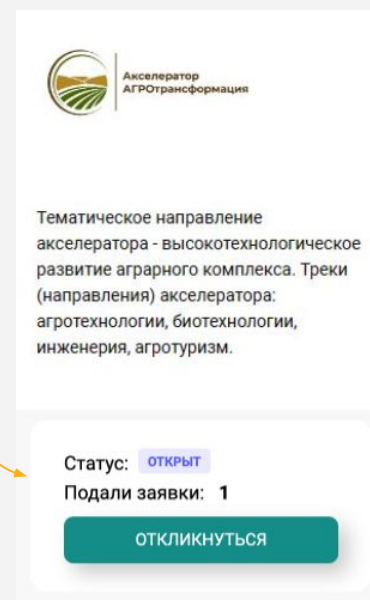 Акселератор
АГРОтрансформация
Тематическое направление
акселератора - высокотехнологическое
развитие аграрного комплекса. Треки
(направления) акселератора:
агротехнологии, биотехнологии,
инженерия, агротуризм.
Статус: ОТКРЫТ
Подали заявки: 1
ОТКЛИКНУТЬСЯ